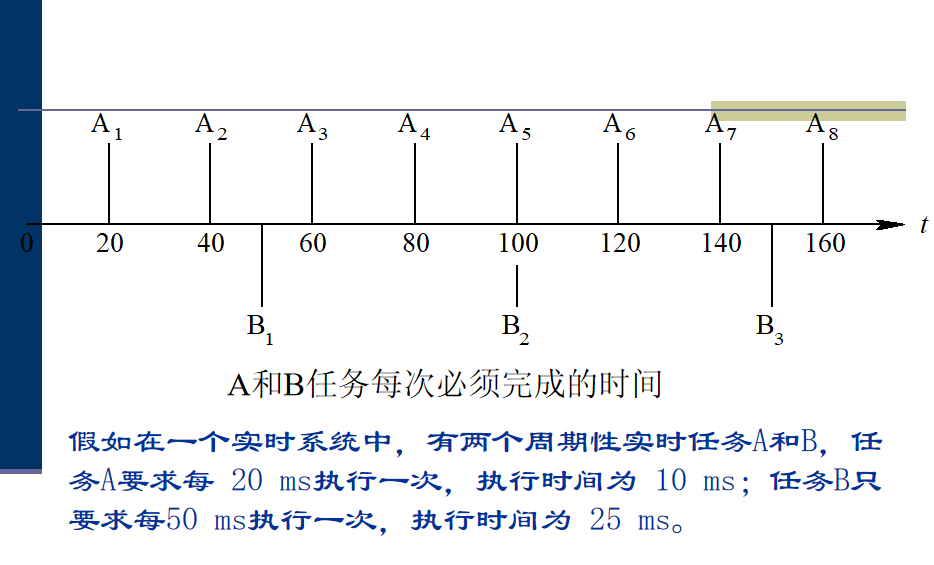 A1 A2 A3 A4 A5 A6 A7 A8
0 20 40 60 80 100 120 140 160 t
B1 B2 B3
A和B任务每次必须完成的时间
假如在一个实时系统中，有两个周期性实时任务A和B，任
务A要求每 20 ms执行一次，执行时间为 10 ms；任务B只
要求每50 ms执行一次，执行时间为 25 ms。